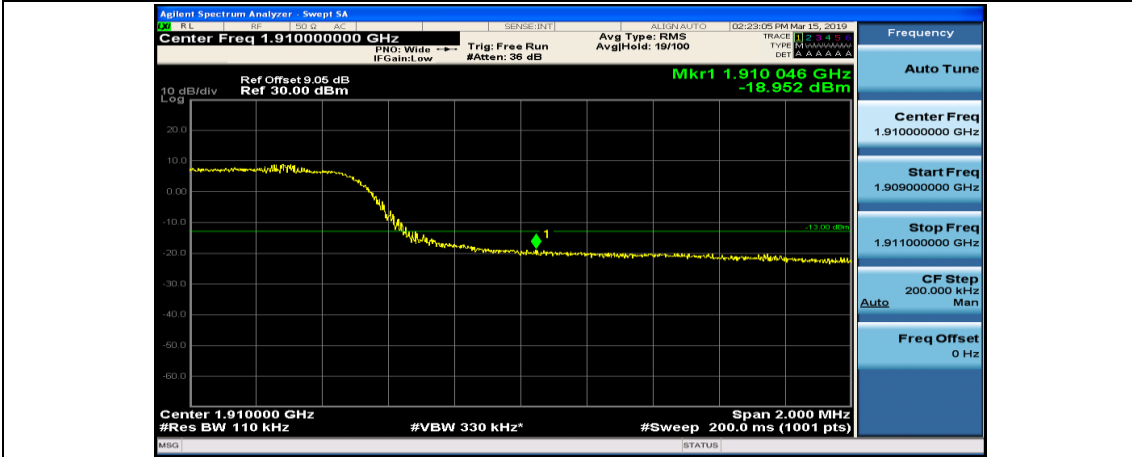 Agilent Spectrum Analyzer - Swept SA
RL RF 50 Ω AC SENSE:INT ALIGN AUTO 02:23:05 PM Mar 15, 2019
Center Freq 1.910000000 GHz
PNO: Wide
IFGain:Low
Trig: Free Run
#Atten: 36 dB
Avg Type: RMS
Avg|Hold: 19/100
TRACE 1 2 3 4 5 6
TYPE M
DET A A A A A A
Ref Offset 9.05 dB
Ref 30.00 dBm
10 dB/div
Log
Mkr1 1.910 046 GHz
-18.952 dBm
20.0
10.0
0.00
-10.0
-20.0
-30.0
-40.0
-50.0
-60.0
-13.00 dBm
1
Center 1.910000 GHz
Span 2.000 MHz
#Res BW 110 kHz
#VBW 330 kHz*
#Sweep 200.0 ms (1001 pts)
MSG
STATUS
Frequency
Auto Tune
Center Freq
1.910000000 GHz
Start Freq
1.909000000 GHz
Stop Freq
1.911000000 GHz
CF Step
200.000 kHz
Auto Man
Freq Offset
0 Hz